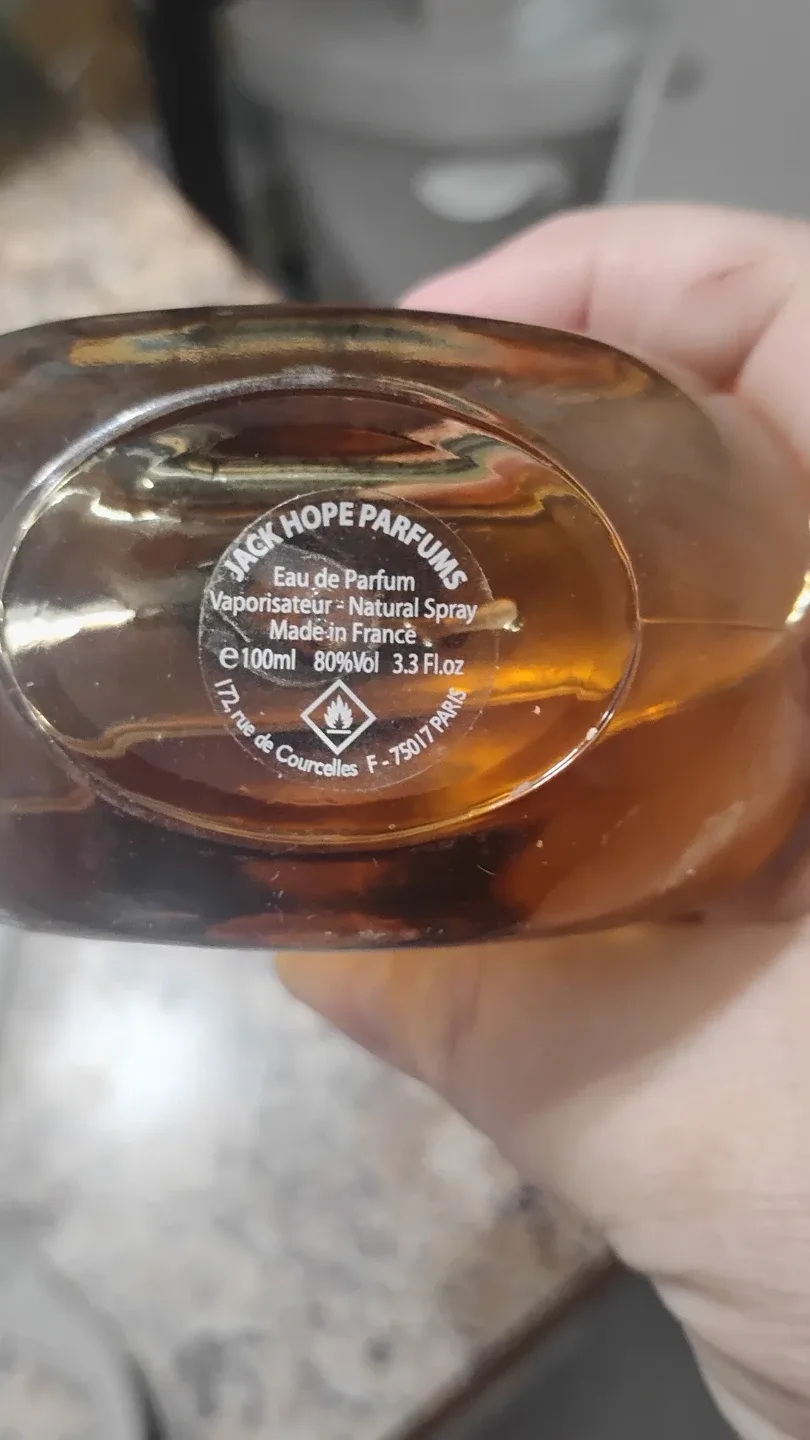 JACK HOPE PARFUMS
Eau de Parfum
Vaporisateur - Natural Spray
Made in France
℮100ml 80%Vol 3.3 Fl.oz
172, rue de Courcelles F - 75017 PARIS